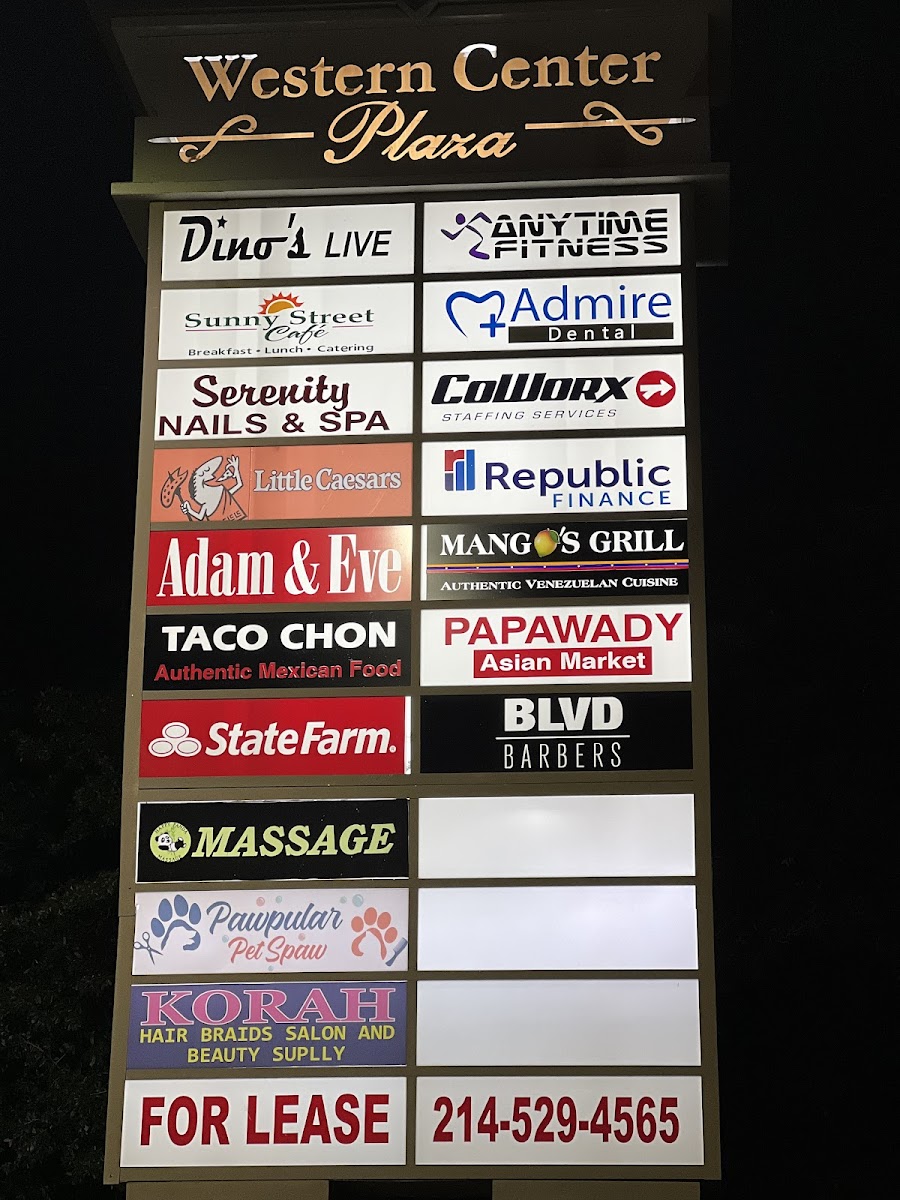 Western Center
Plaza
Dino's LIVE
ANYTIME
FITNESS
Sunny Street
Café
Breakfast • Lunch • Catering
Admire
Dental
Serenity
NAILS & SPA
CoWorx
STAFFING SERVICES
Little Caesars
Republic
FINANCE
Adam & Eve
MANGO'S GRILL
AUTHENTIC VENEZUELAN CUISINE
TACO CHON
Authentic Mexican Food
PAPAWADY
Asian Market
State Farm®
BLVD
BARBERS
MASSAGE
Pawpular
Pet Spaw
KORAH
HAIR BRAIDS SALON AND
BEAUTY SUPLLY
FOR LEASE
214-529-4565